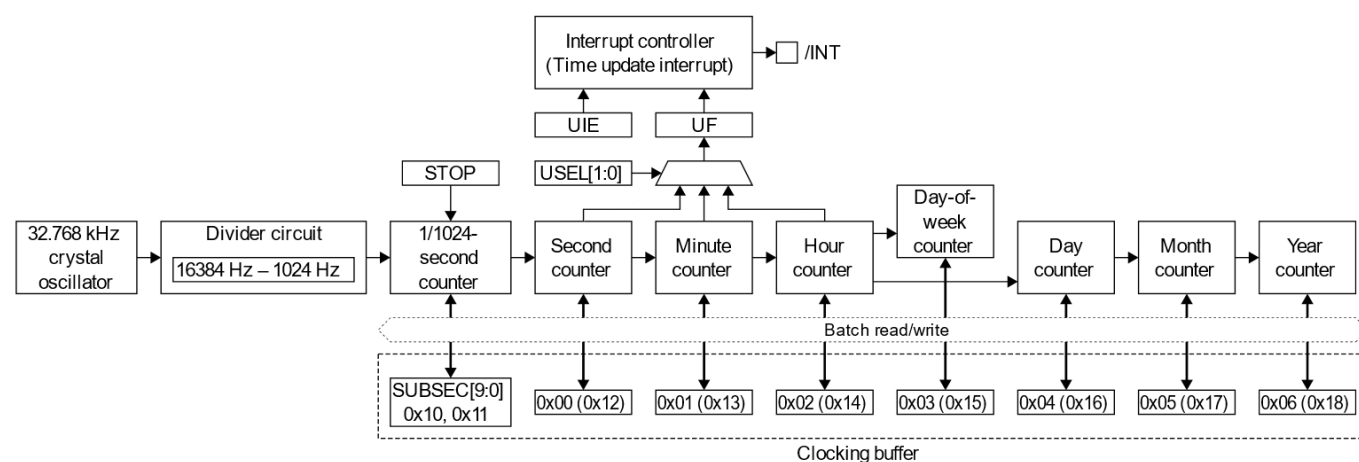 Interrupt controller
(Time update interrupt)
/INT
UIE
UF
STOP
USEL[1:0]
32.768 kHz
crystal
oscillator
Divider circuit
16384 Hz – 1024 Hz
1/1024-
second
counter
Second
counter
Minute
counter
Hour
counter
Day-of-
week
counter
Day
counter
Month
counter
Year
counter
Batch read/write
SUBSEC[9:0]
0x10, 0x11
0x00 (0x12)
0x01 (0x13)
0x02 (0x14)
0x03 (0x15)
0x04 (0x16)
0x05 (0x17)
0x06 (0x18)
Clocking buffer